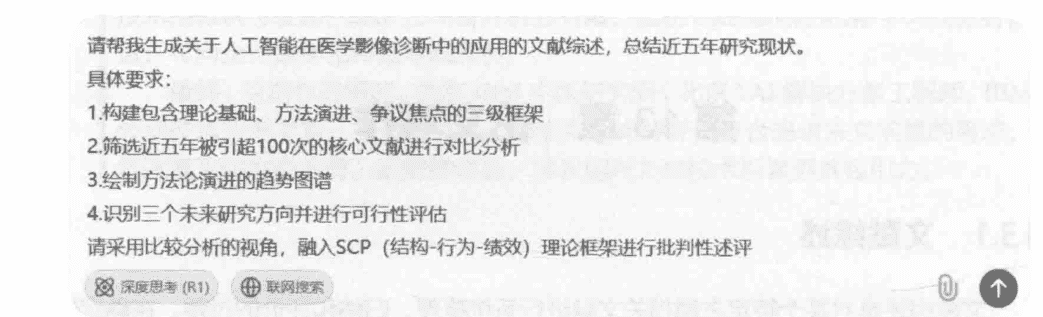 请帮我生成关于人工智能在医学影像诊断中的应用的文献综述，总结近五年研究现状。
具体要求：
1.构建包含理论基础、方法演进、争议焦点的三级框架
2.筛选近五年被引超100次的核心文献进行对比分析
3.绘制方法论演进的趋势图谱
4.识别三个未来研究方向并进行可行性评估
请采用比较分析的视角，融入SCP（结构-行为-绩效）理论框架进行批判性述评
深度思考 (R1)
联网搜索